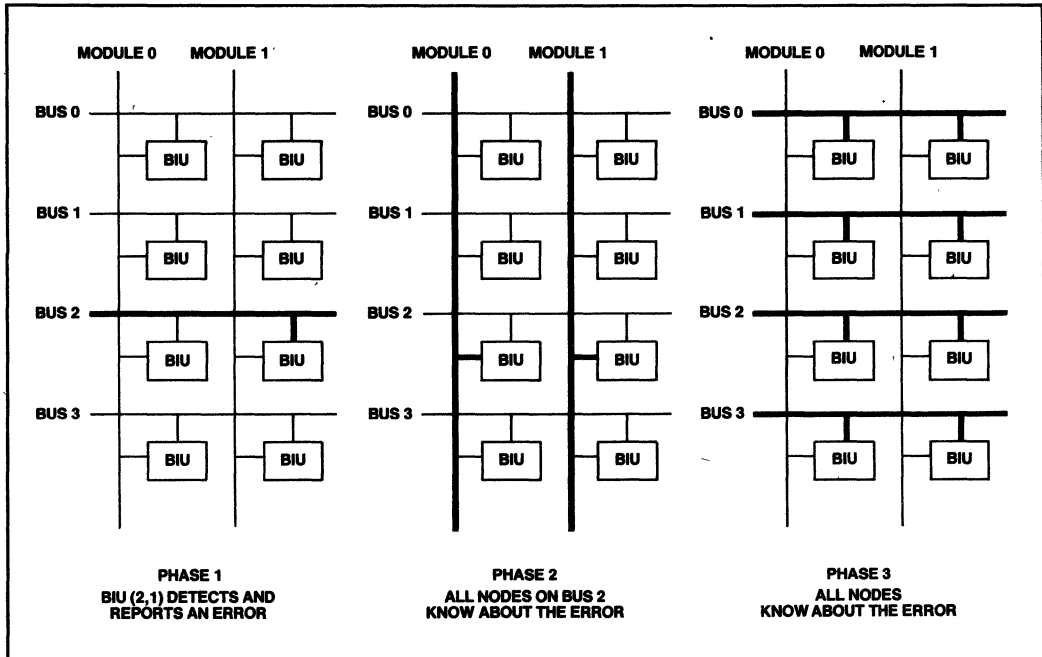 MODULE 0 MODULE 1
BUS 0
BIU BIU
BUS 1
BIU BIU
BUS 2
BIU BIU
BUS 3
BIU BIU
PHASE 1
BIU (2,1) DETECTS AND
REPORTS AN ERROR
MODULE 0 MODULE 1
BUS 0
BIU BIU
BUS 1
BIU BIU
BUS 2
BIU BIU
BUS 3
BIU BIU
PHASE 2
ALL NODES ON BUS 2
KNOW ABOUT THE ERROR
MODULE 0 MODULE 1
BUS 0
BIU BIU
BUS 1
BIU BIU
BUS 2
BIU BIU
BUS 3
BIU BIU
PHASE 3
ALL NODES
KNOW ABOUT THE ERROR